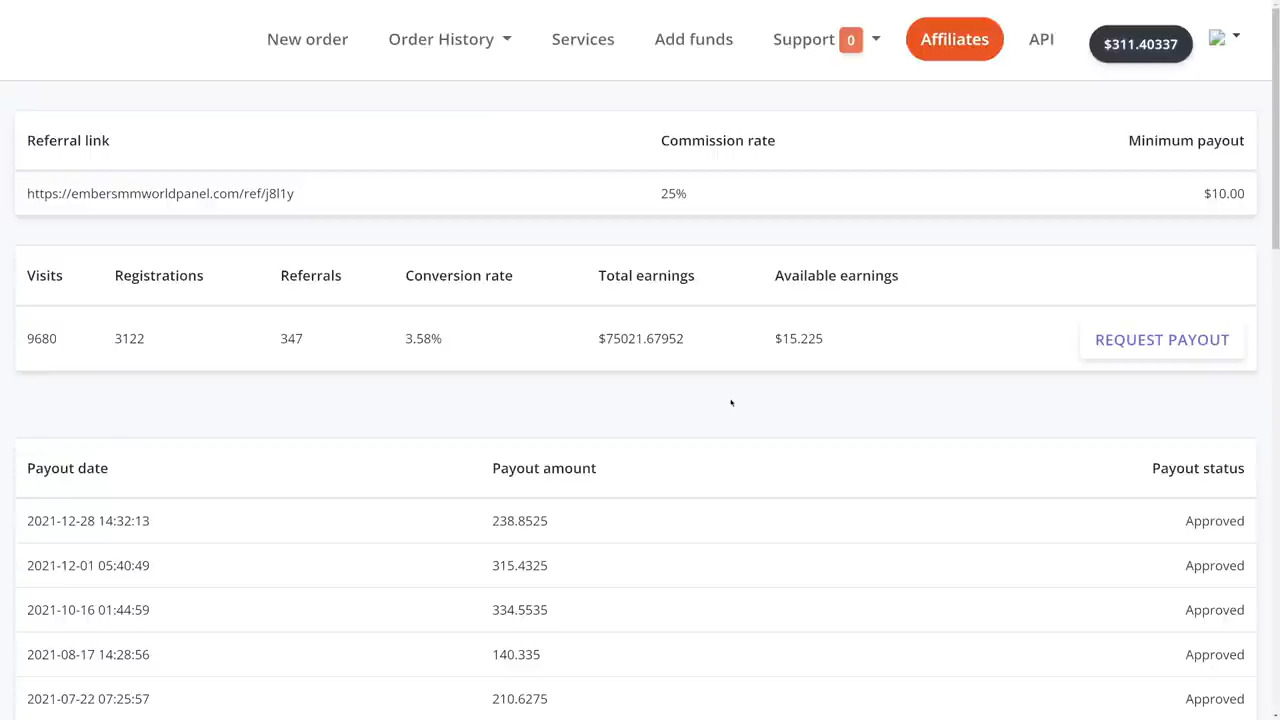 New order Order History Services Add funds Support 0 Affiliates API $311.40337
Referral link Commission rate Minimum payout
https://embersmmworldpanel.com/ref/j8l1y 25% $10.00
Visits Registrations Referrals Conversion rate Total earnings Available earnings
9680 3122 347 3.58% $75021.67952 $15.225 REQUEST PAYOUT
Payout date Payout amount Payout status
2021-12-28 14:32:13 238.8525 Approved
2021-12-01 05:40:49 315.4325 Approved
2021-10-16 01:44:59 334.5535 Approved
2021-08-17 14:28:56 140.335 Approved
2021-07-22 07:25:57 210.6275 Approved